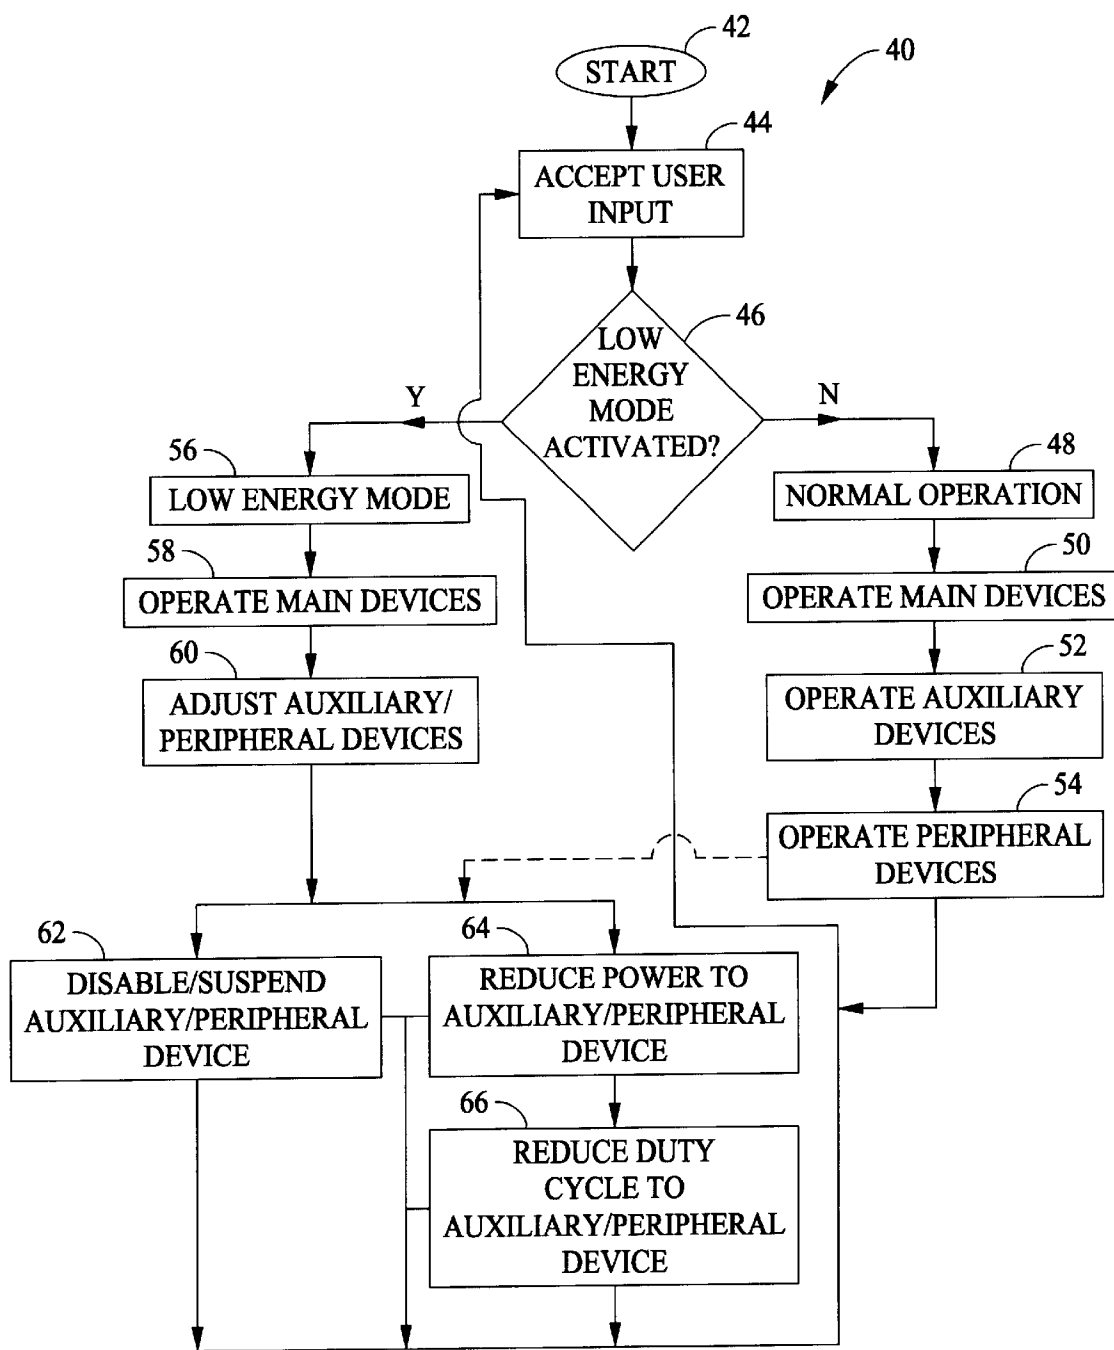 42
START
40
44
ACCEPT USER
INPUT
46
LOW
ENERGY
MODE
ACTIVATED?
Y
N
56
LOW ENERGY MODE
48
NORMAL OPERATION
58
OPERATE MAIN DEVICES
50
OPERATE MAIN DEVICES
60
ADJUST AUXILIARY/
PERIPHERAL DEVICES
52
OPERATE AUXILIARY
DEVICES
54
OPERATE PERIPHERAL
DEVICES
62
DISABLE/SUSPEND
AUXILIARY/PERIPHERAL
DEVICE
64
REDUCE POWER TO
AUXILIARY/PERIPHERAL
DEVICE
66
REDUCE DUTY
CYCLE TO
AUXILIARY/PERIPHERAL
DEVICE